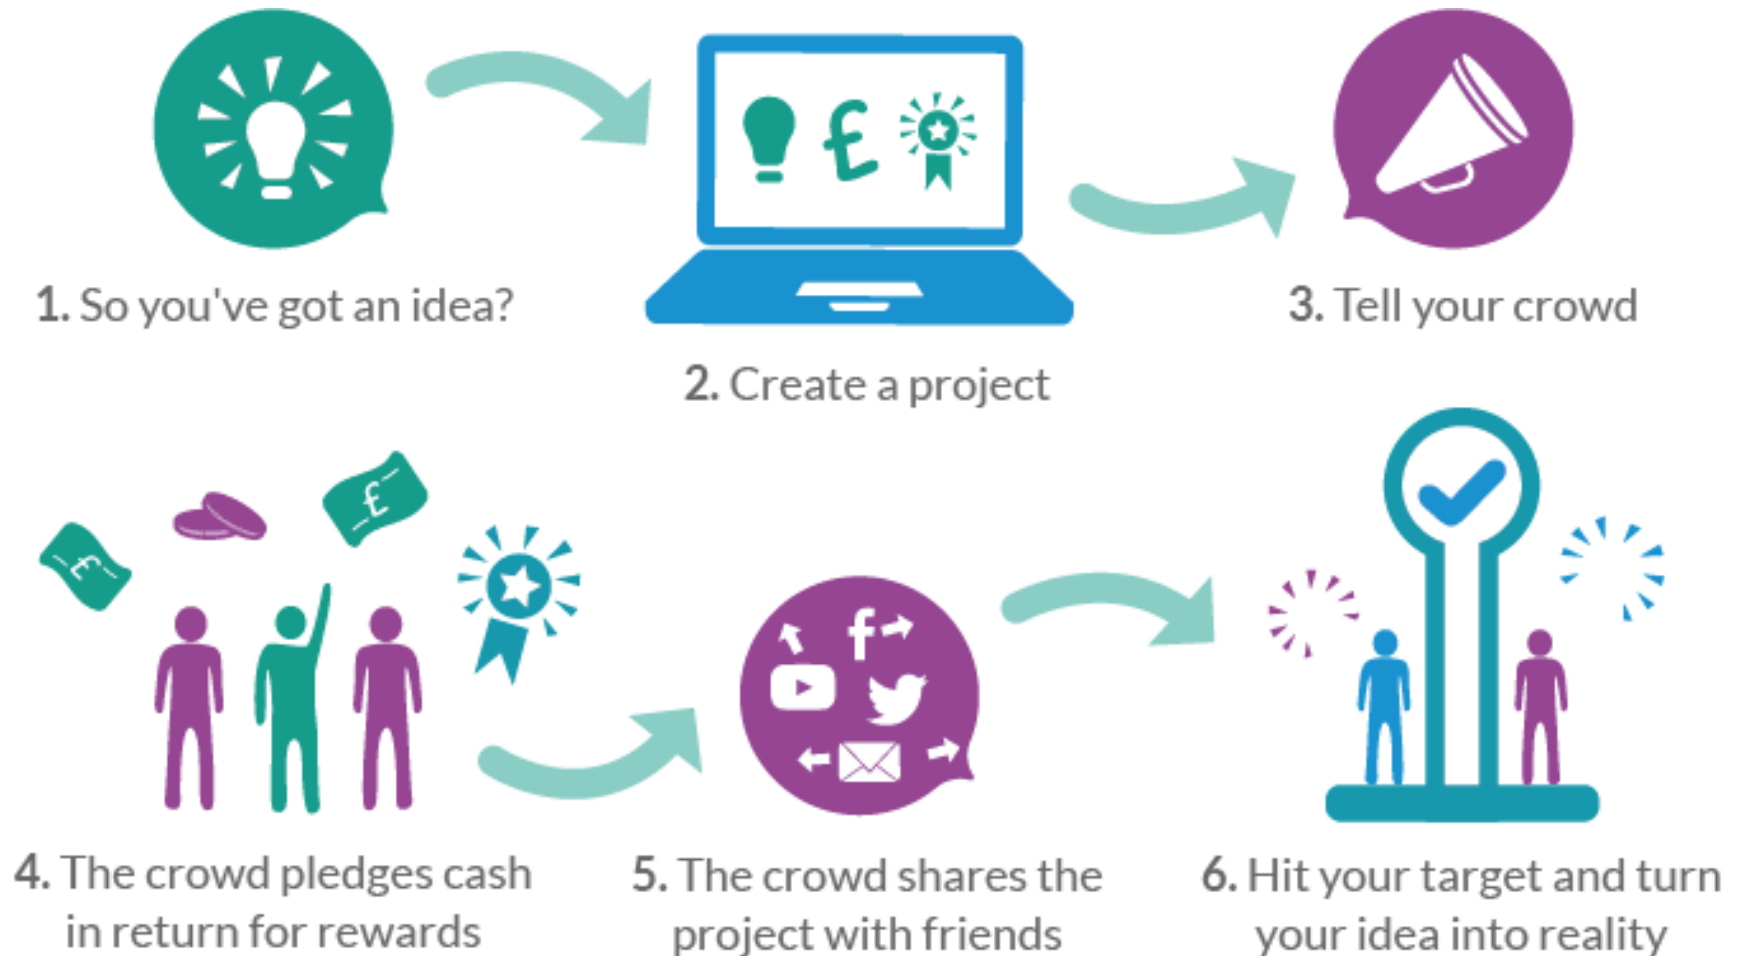 £
1. So you've got an idea?
2. Create a project
3. Tell your crowd
£
£
f
4. The crowd pledges cash
in return for rewards
5. The crowd shares the
project with friends
6. Hit your target and turn
your idea into reality